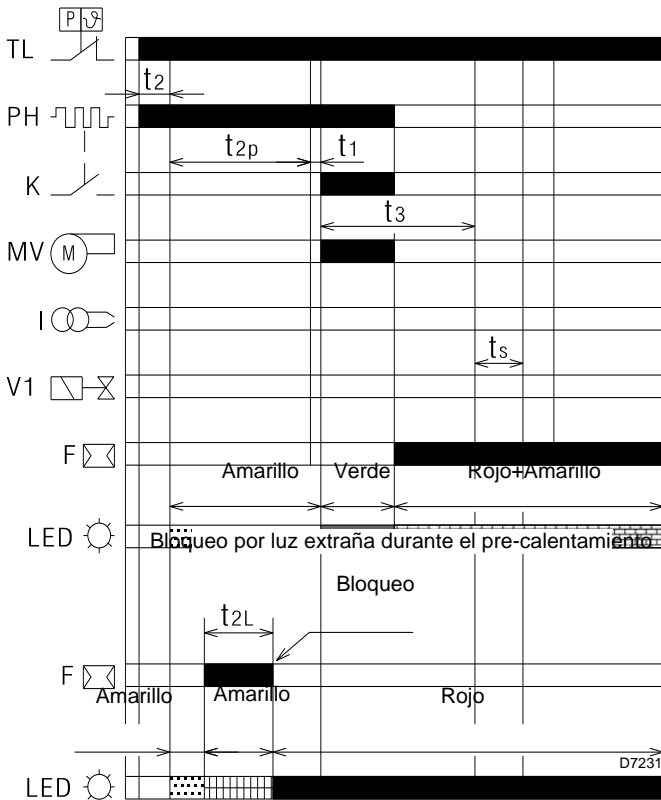 P ϑ
TL
t2
PH
t2p
t1
K
t3
MV
M
I
ts
V1
F
Amarillo Verde Rojo+Amarillo
LED
Bloqueo por luz extraña durante el pre-calentamiento
Bloqueo
t2L
F
Amarillo Amarillo Rojo
D7231
LED